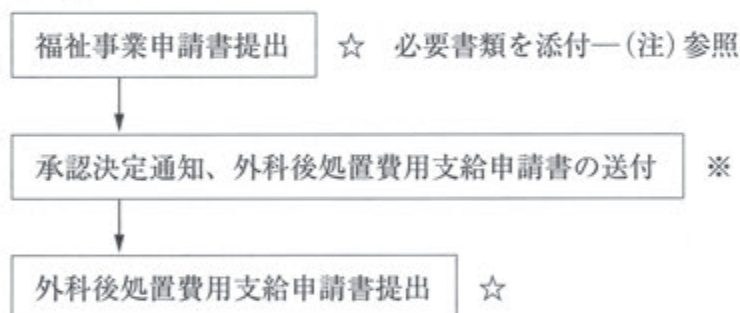 福祉事業申請書提出 ☆ 必要書類を添付―(注)参照
承認決定通知、外科後処置費用支給申請書の送付 ※
外科後処置費用支給申請書提出 ☆